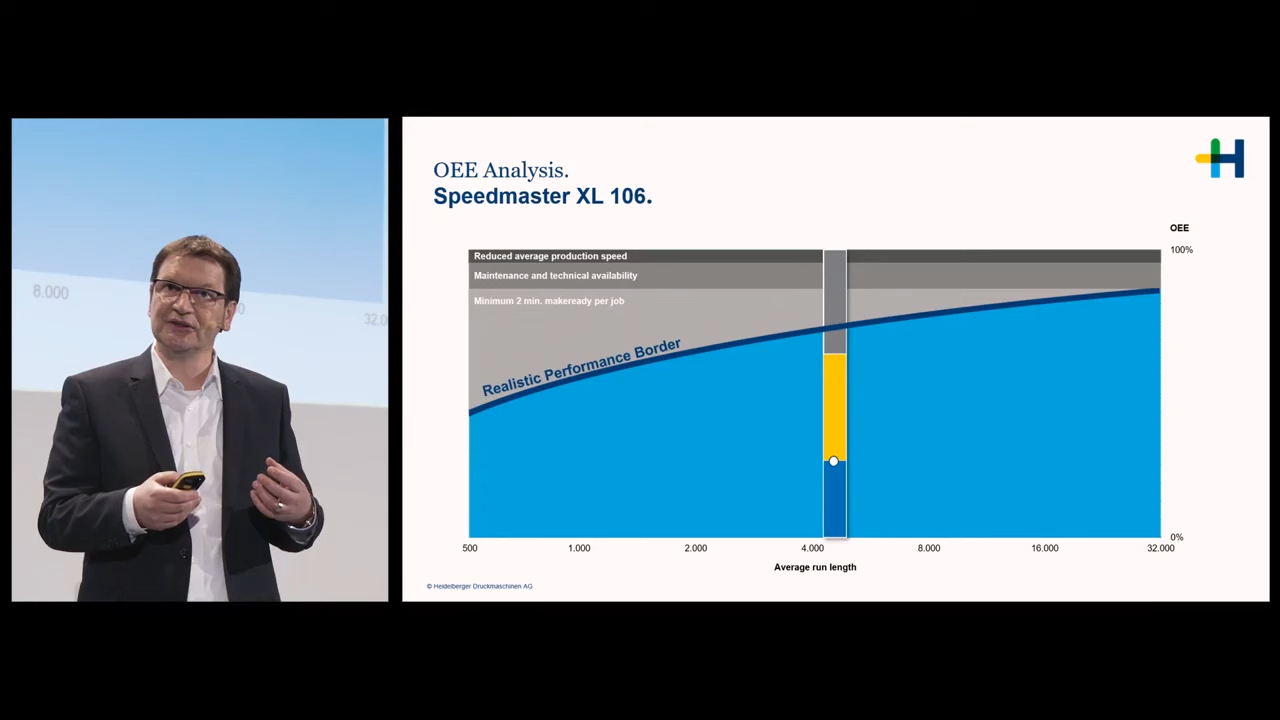 8.000
32.0
OEE Analysis.
Speedmaster XL 106.
OEE
100%
Reduced average production speed
Maintenance and technical availability
Minimum 2 min. makeready per job
Realistic Performance Border
0%
500 1.000 2.000 4.000 8.000 16.000 32.000
Average run length
© Heidelberger Druckmaschinen AG